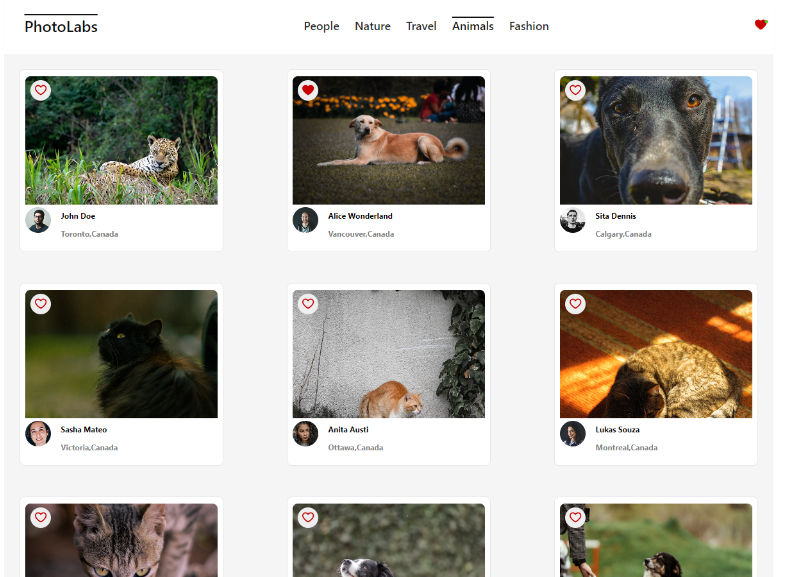 PhotoLabs
People Nature Travel Animals Fashion
John Doe
Toronto,Canada
Alice Wonderland
Vancouver,Canada
Sita Dennis
Calgary,Canada
Sasha Mateo
Victoria,Canada
Anita Austi
Ottawa,Canada
Lukas Souza
Montreal,Canada